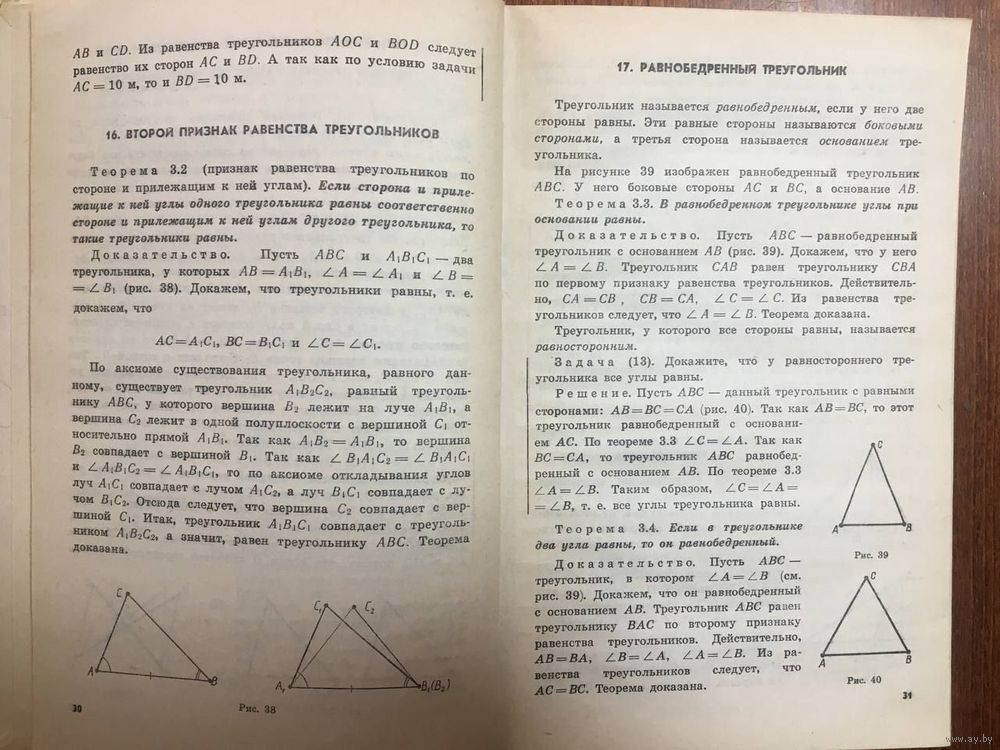 AB и CD. Из равенства треугольников AOC и BOD следует
равенство их сторон AC и BD. А так как по условию задачи
AC = 10 м, то и BD = 10 м.
16. ВТОРОЙ ПРИЗНАК РАВЕНСТВА ТРЕУГОЛЬНИКОВ
Теорема 3.2 (признак равенства треугольников по
стороне и прилежащим к ней углам). Если сторона и приле-
жащие к ней углы одного треугольника равны соответственно
стороне и прилежащим к ней углам другого треугольника, то
такие треугольники равны.
Доказательство. Пусть ABC и A₁B₁C₁ — два
треугольника, у которых AB = A₁B₁, ∠A = ∠A₁ и ∠B =
= ∠B₁ (рис. 38). Докажем, что треугольники равны, т. е.
докажем, что
AC = A₁C₁, BC = B₁C₁ и ∠C = ∠C₁.
По аксиоме существования треугольника, равного дан-
ному, существует треугольник A₁B₂C₂, равный треуголь-
нику ABC, у которого вершина B₂ лежит на луче A₁B₁, а
вершина C₂ лежит в одной полуплоскости с вершиной C₁ от-
носительно прямой A₁B₁. Так как A₁B₂ = A₁B₁, то вершина
B₂ совпадает с вершиной B₁. Так как ∠B₁A₁C₂ = ∠B₁A₁C₁
и ∠A₁B₁C₂ = ∠A₁B₁C₁, то по аксиоме откладывания углов
луч A₁C₁ совпадает с лучом A₁C₂, а луч B₁C₁ совпадает с лу-
чом B₁C₂. Отсюда следует, что вершина C₂ совпадает с вер-
шиной C₁. Итак, треугольник A₁B₁C₁ совпадает с треуголь-
ником A₁B₂C₂, а значит, равен треугольнику ABC. Теорема
доказана.
C
A
B
C₁
C₂
A₁
B₁(B₂)
30
Рис. 38
17. РАВНОБЕДРЕННЫЙ ТРЕУГОЛЬНИК
Треугольник называется равнобедренным, если у него две
стороны равны. Эти равные стороны называются боковыми
сторонами, а третья сторона называется основанием тре-
угольника.
На рисунке 39 изображен равнобедренный треугольник
ABC. У него боковые стороны AC и BC, а основание AB.
Теорема 3.3. В равнобедренном треугольнике углы при
основании равны.
Доказательство. Пусть ABC — равнобедренный
треугольник с основанием AB (рис. 39). Докажем, что у него
∠A = ∠B. Треугольник CAB равен треугольнику CBA
по первому признаку равенства треугольников. Действитель-
но, CA = CB , CB = CA, ∠C = ∠C. Из равенства тре-
угольников следует, что ∠A = ∠B. Теорема доказана.
Треугольник, у которого все стороны равны, называется
равносторонним.
Задача (13). Докажите, что у равностороннего тре-
угольника все углы равны.
Решение. Пусть ABC — данный треугольник с равными
сторонами: AB = BC = CA (рис. 40). Так как AB = BC, то этот
треугольник равнобедренный с основани-
ем AC. По теореме 3.3 ∠C = ∠A. Так как
BC = CA, то треугольник ABC равнобед-
ренный с основанием AB. По теореме 3.3
∠A = ∠B. Таким образом, ∠C = ∠A =
= ∠B, т. е. все углы треугольника равны.
Теорема 3.4. Если в треугольнике
два угла равны, то он равнобедренный.
Доказательство. Пусть ABC —
треугольник, в котором ∠A = ∠B (см.
рис. 39). Докажем, что он равнобедренный
с основанием AB. Треугольник ABC равен
треугольнику BAC по второму признаку
равенства треугольников. Действительно,
AB = BA, ∠B = ∠A, ∠A = ∠B. Из ра-
венства треугольников следует, что
AC = BC. Теорема доказана.
C
A
B
Рис. 39
C
A
B
Рис. 40
31
www.ay.by